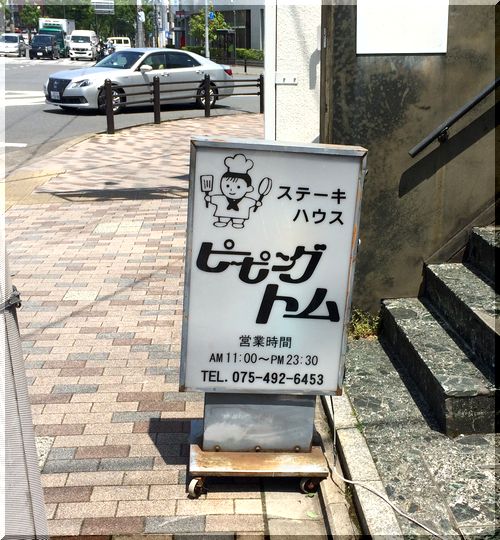 ステーキ
ハウス
ピーピング
トム
営業時間
AM 11:00〜PM 23:30
TEL. 075-492-6453